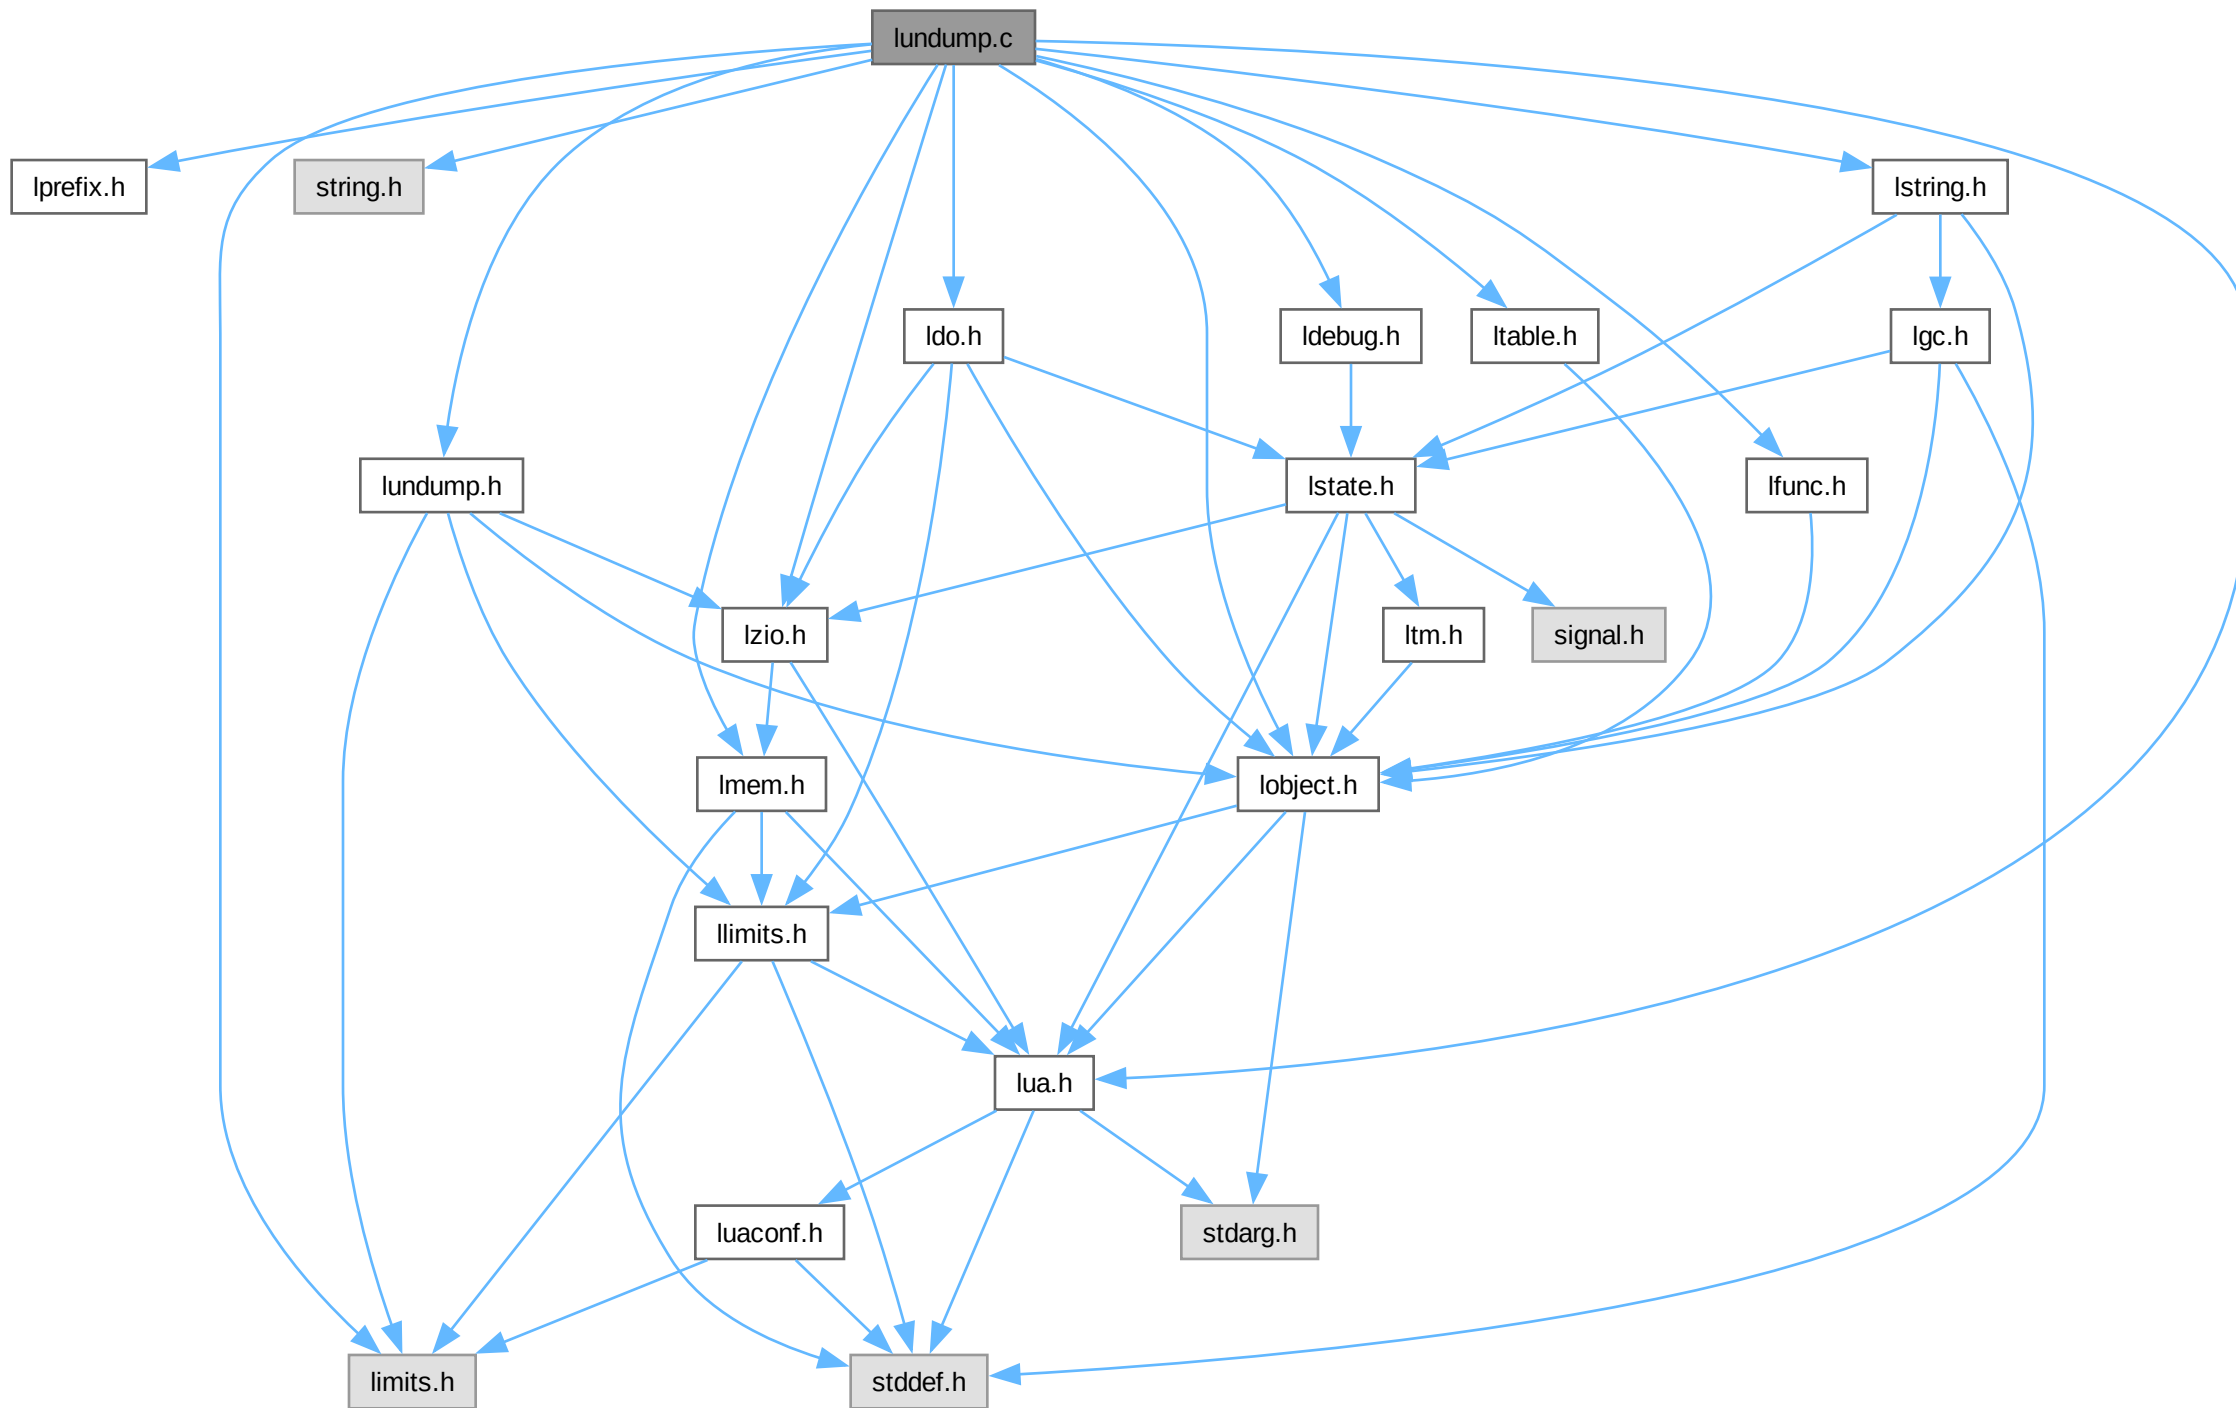 lundump.c
lprefix.h
string.h
lstring.h
ldo.h
ldebug.h
ltable.h
lgc.h
lundump.h
lstate.h
lfunc.h
lzio.h
ltm.h
signal.h
lmem.h
lobject.h
llimits.h
lua.h
luaconf.h
stdarg.h
limits.h
stddef.h